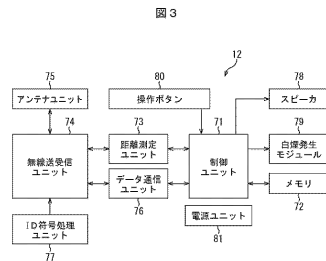 図3
12
75
アンテナユニット
80
操作ボタン
78
スピーカ
74
無線送受信
ユニット
73
距離測定
ユニット
71
制御
ユニット
79
自爆発生
モジュール
データ通信
ユニット
76
メモリ
72
ID符号処理
ユニット
77
電源ユニット
81